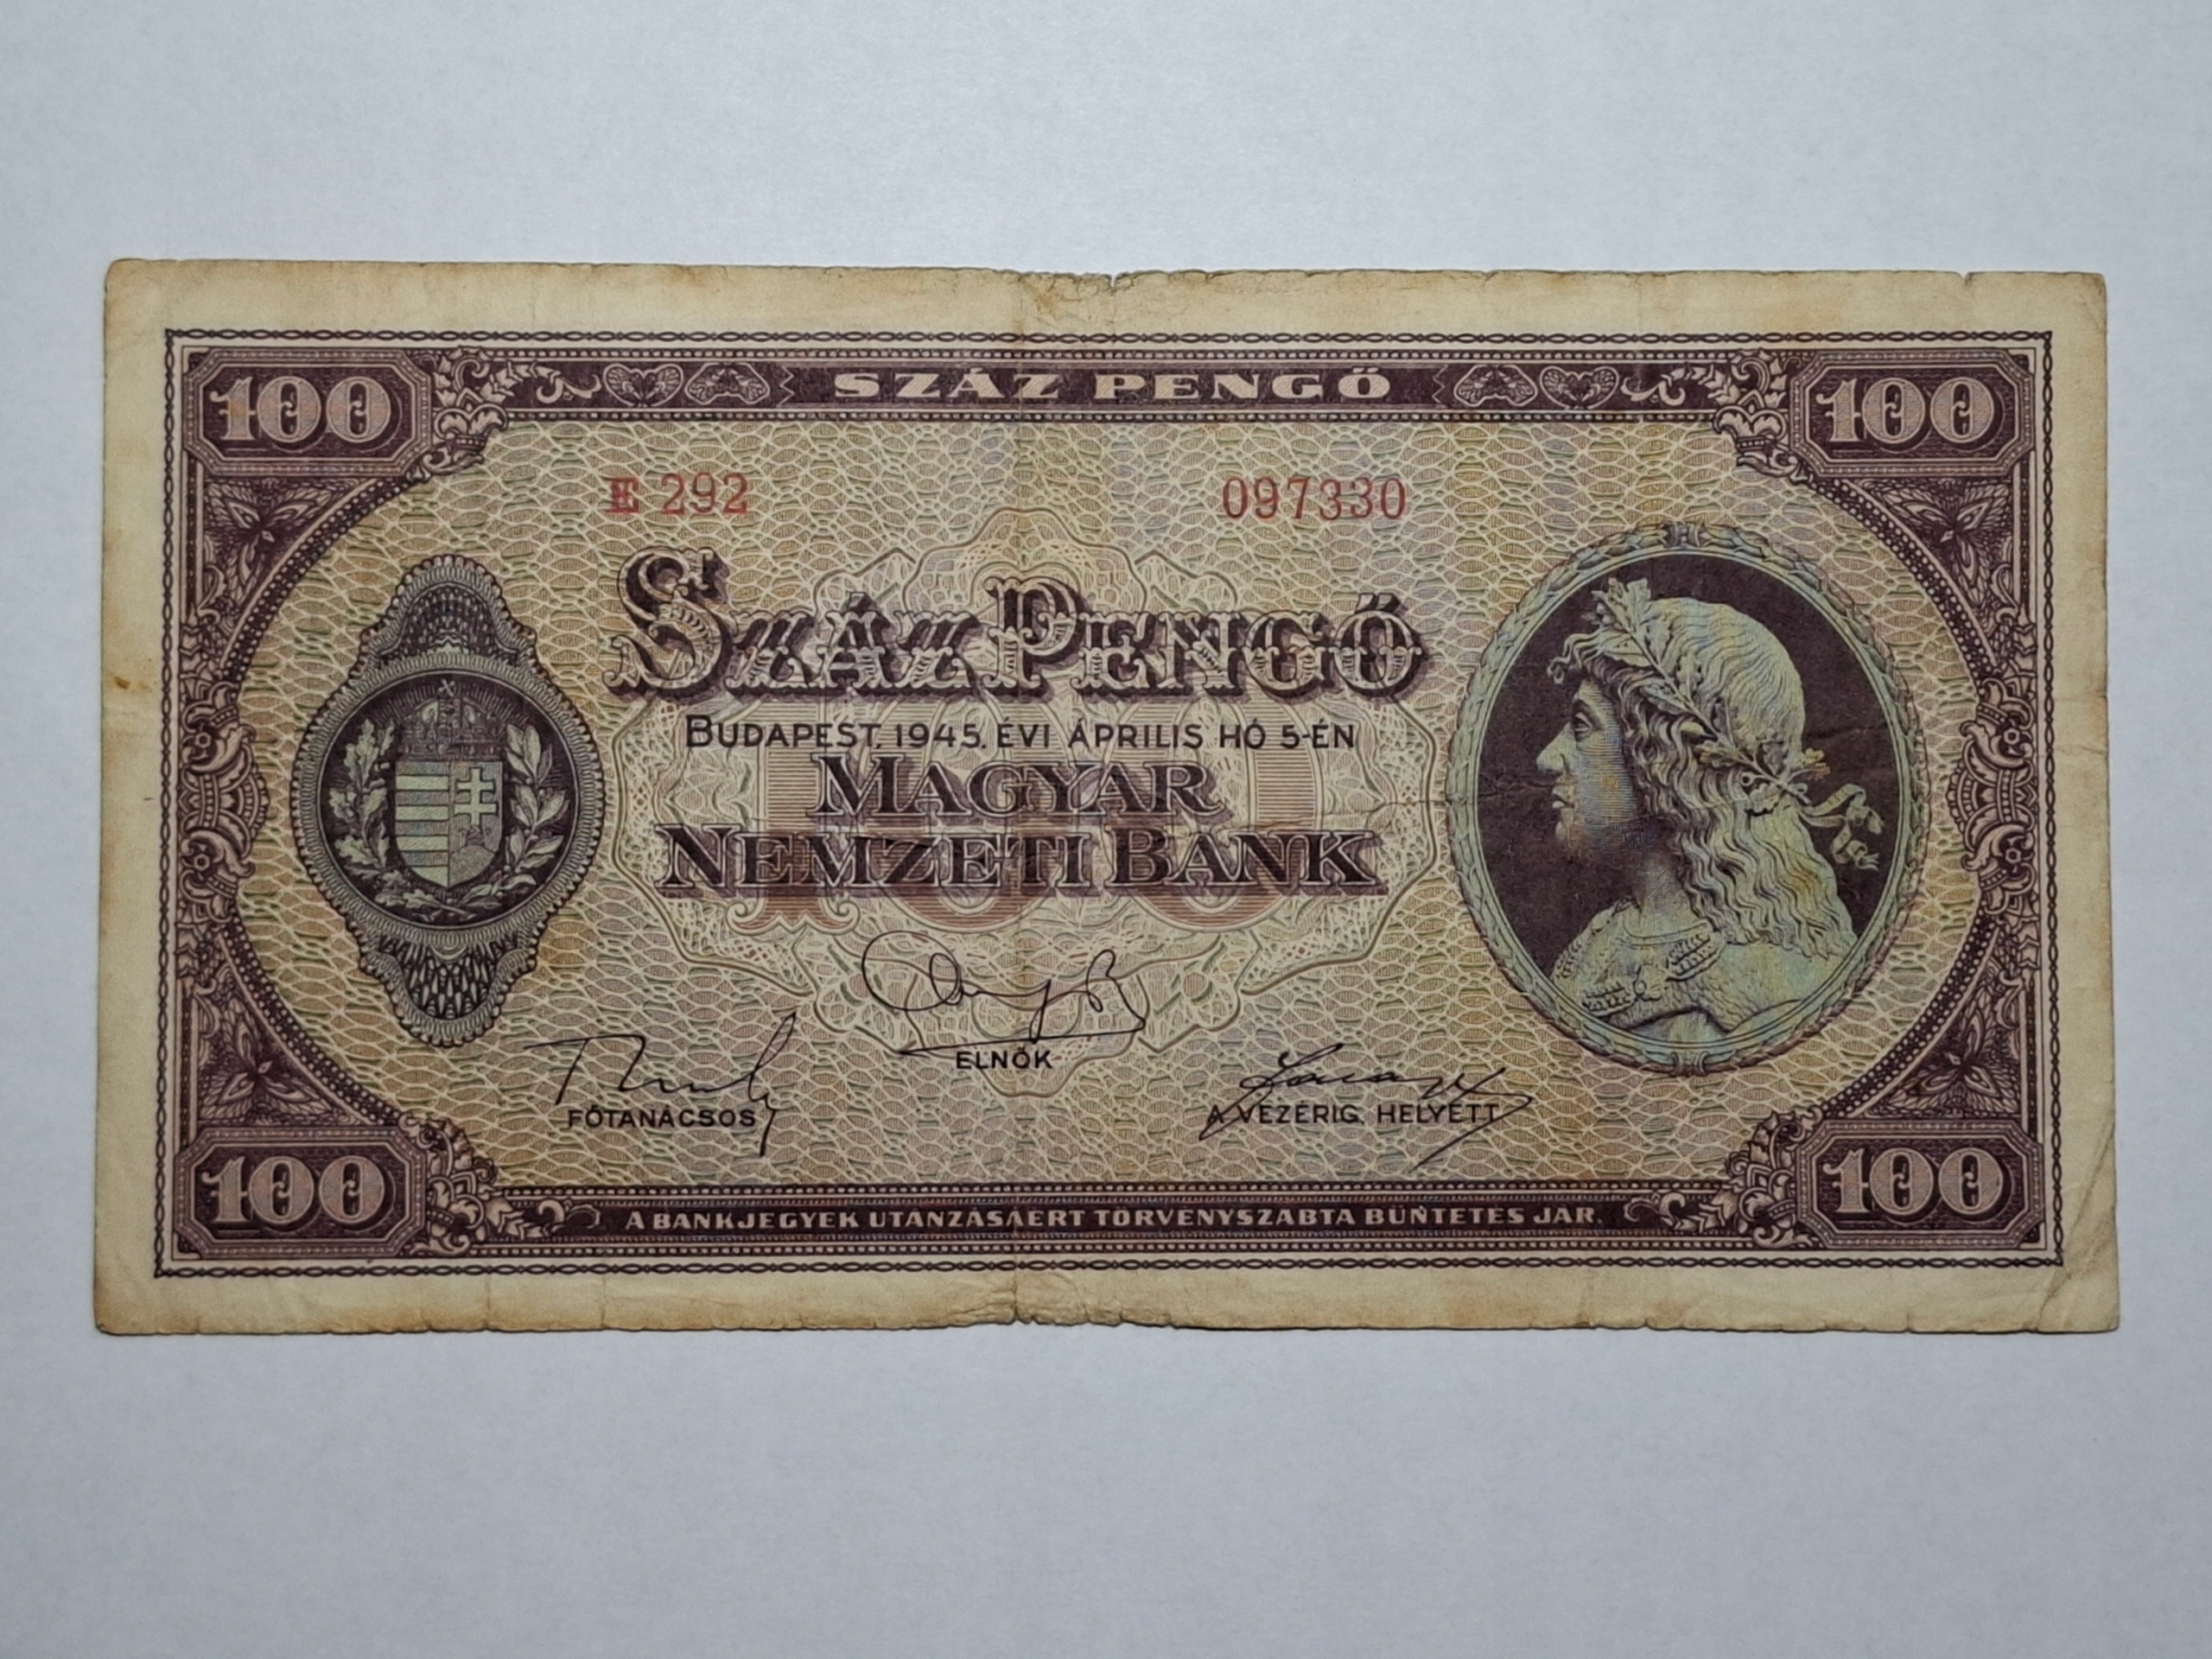 100 SZÁZ PENGŐ 100
E 292 097330
SZÁZ PENGŐ
BUDAPEST, 1945. ÉVI ÁPRILIS HÓ 5-ÉN
MAGYAR
NEMZETI BANK
100
ELNÖK
FŐTANÁCSOS A VEZÉRIG. HELYETT
100 A BANKJEGYEK UTÁNZÁSÁÉRT TÖRVÉNYSZABTA BÜNTETÉS JÁR. 100